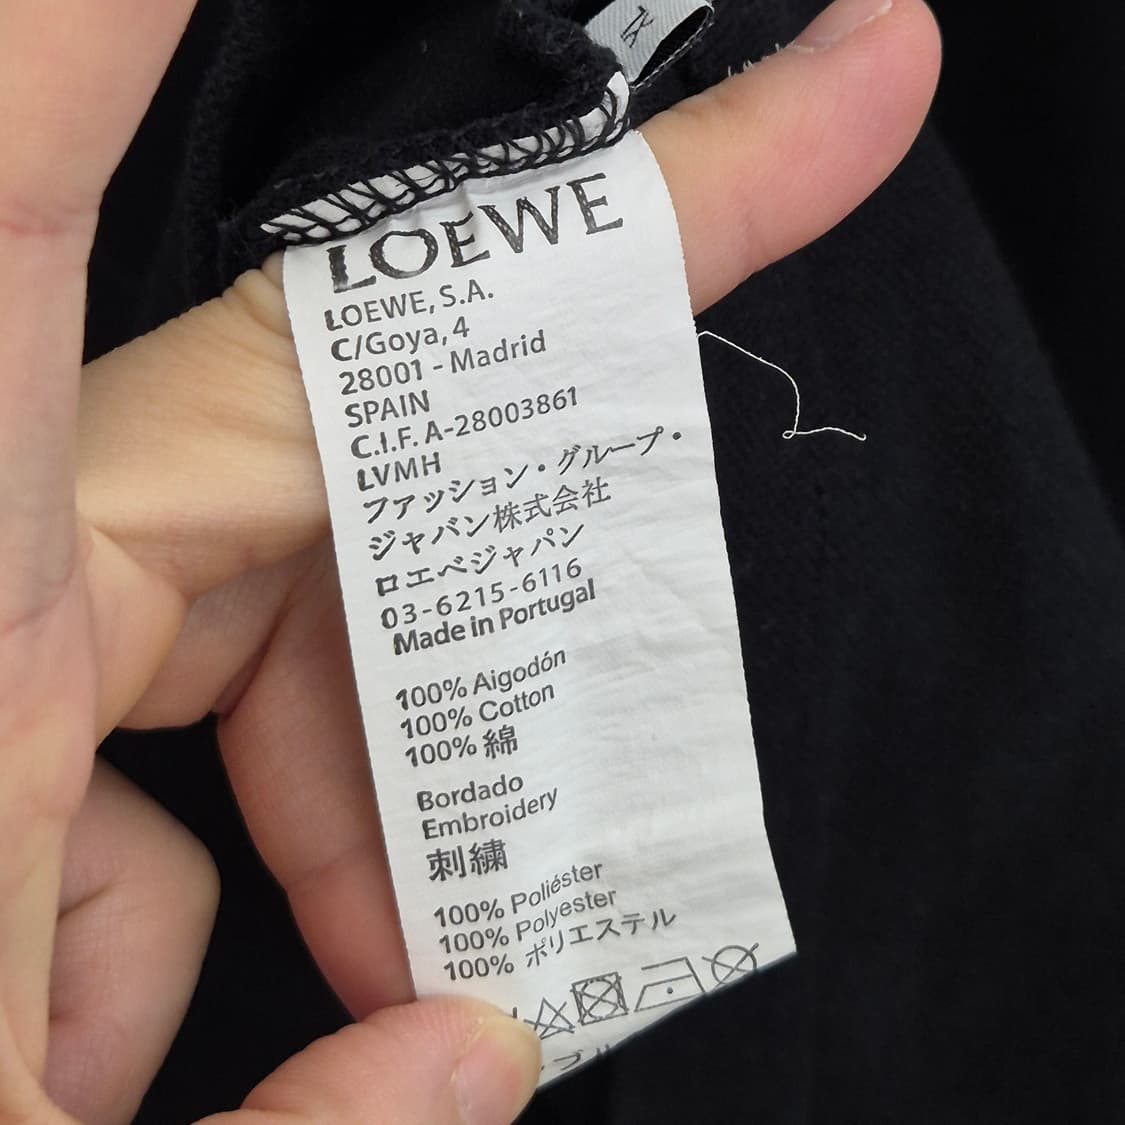 LOEWE
LOEWE, S.A.
C/Goya, 4
28001 - Madrid
SPAIN
C.I.F. A-28003861
LVMH
ファッション・グループ・
ジャバン株式会社
ロエベジャパン
03-6215-6116
Made in Portugal
100% Aigodón
100% Cotton
100% 綿
Bordado
Embroidery
刺繍
100% Poliéster
100% Polyester
100% ポリエステル